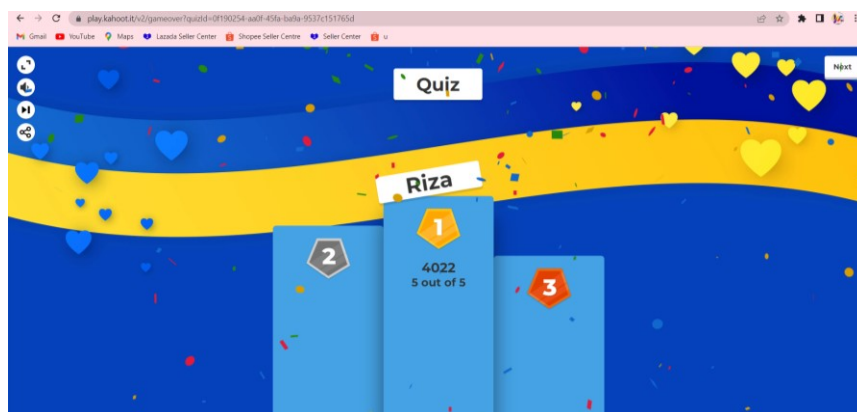 play.kahoot.it/v2/gameover?quizId=0f190254-aa0f-45fa-ba9a-9537c151765d
Gmail YouTube Maps Lazada Seller Center Shopee Seller Centre Seller Center u
Quiz
Next
Riza
1
2
4022
5 out of 5
3